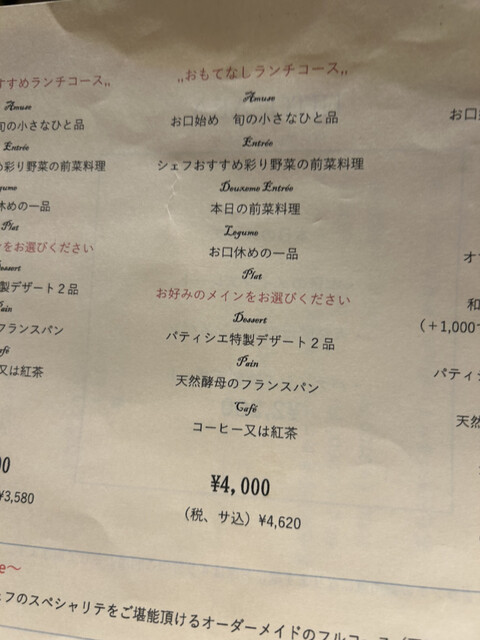 すすめランチコース„
Amuse
旬の小さなひと品
Entrée
彩り野菜の前菜料理
休めの一品
Plat
をお選びください
製デザート２品
フランスパン
又は紅茶
¥3,580
„おもてなしランチコース„
Amuse
お口始め　旬の小さなひと品
Entrée
シェフおすすめ彩り野菜の前菜料理
Deuxeme Entrée
本日の前菜料理
Legume
お口休めの一品
Plat
お好みのメインをお選びください
Dessert
パティシエ特製デザート２品
Pain
天然酵母のフランスパン
Café
コーヒー又は紅茶
¥4,000
（税、サ込）¥4,620
お口
オ
和
（＋1,000
パティシ
天然
e～
フのスペシャリテをご堪能頂けるオーダーメイドのフルコース